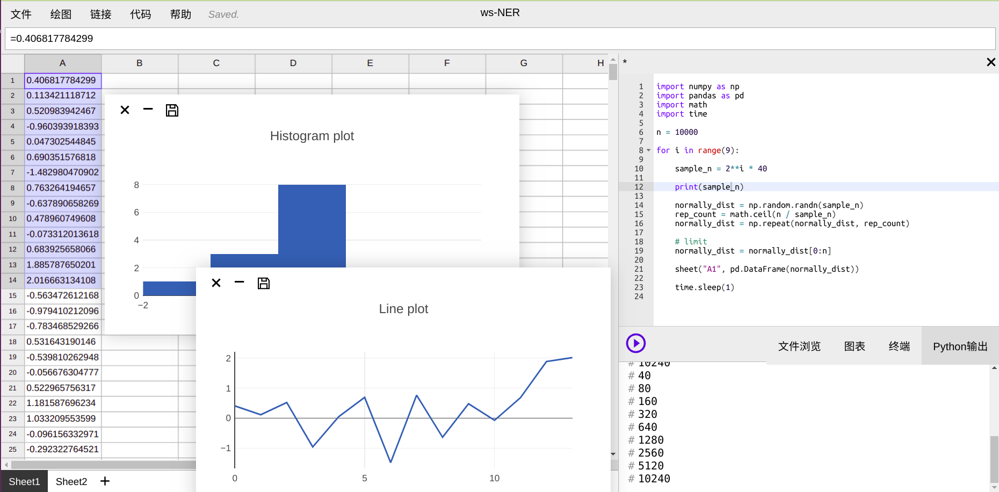 文件 绘图 链接 代码 帮助 Saved. ws-NER
=0.406817784299
A B C D E F G H
1 0.406817784299
2 0.113421118712
3 0.520983942467
4 -0.960393918393
5 0.047302544845
6 0.690351576818
7 -1.482980470902
8 0.763264194657
9 -0.637890658269
10 0.478960749608
11 -0.073312013618
12 0.683925658066
13 1.885787650201
14 2.016663134108
15 -0.563472612168
16 -0.979410212096
17 -0.783468529266
18 0.531643190146
19 -0.539810262948
20 -0.056676304777
21 0.522965756317
22 1.181587696234
23 1.033209553599
24 -0.096156332971
25 -0.292322764521
Sheet1 Sheet2 +
Histogram plot
8
6
4
2
0
−2
Line plot
2
1
0
−1
0 5 10
*
1 import numpy as np
2 import pandas as pd
3 import math
4 import time
5
6 n = 10000
7
8 for i in range(9):
9
10 sample_n = 2**i * 40
11
12 print(sample_n)
13
14 normally_dist = np.random.randn(sample_n)
15 rep_count = math.ceil(n / sample_n)
16 normally_dist = np.repeat(normally_dist, rep_count)
17
18 # limit
19 normally_dist = normally_dist[0:n]
20
21 sheet("A1", pd.DataFrame(normally_dist))
22
23 time.sleep(1)
24
文件浏览 图表 终端 Python输出
# 10240
# 40
# 80
# 160
# 320
# 640
# 1280
# 2560
# 5120
# 10240